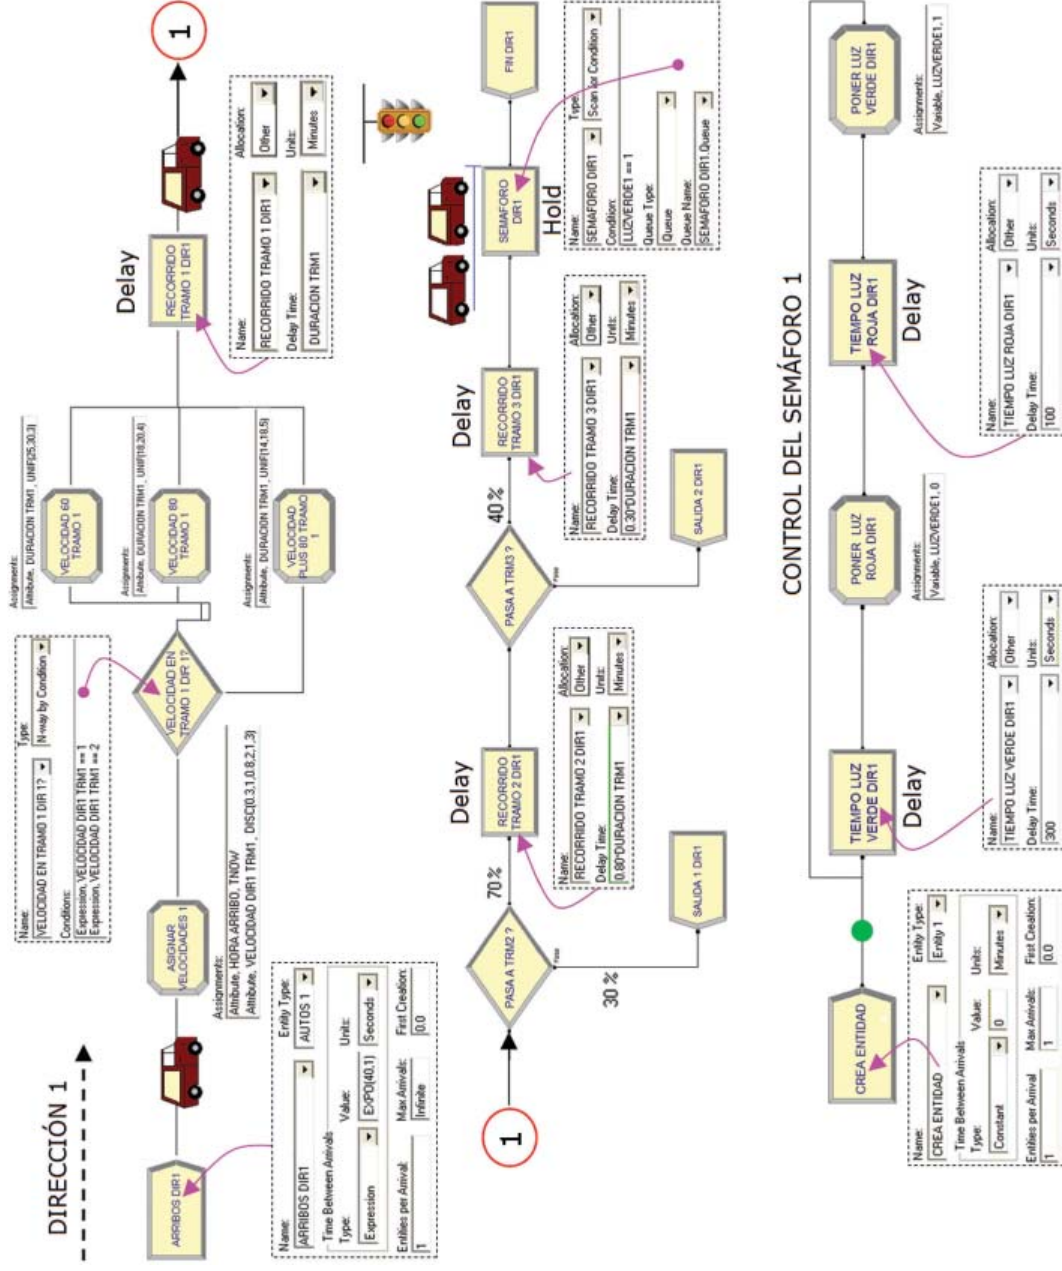 DIRECCIÓN 1
ARRIBOS DIR1
Name:
Entity Type:
ARRIBOS DIR1
AUTOS 1
Time Between Arrivals
Type:
Value:
Units:
Expression
EXPO(40,1)
Seconds
Entities per Arrival:
Max Arrivals:
First Creation:
1
Infinite
0.0
ASIGNAR VELOCIDADES 1
Assignments:
Attribute, HORA ARRIBO, TNOW
Attribute, VELOCIDAD DIR1 TRM1, DISC(0.3,1,0.8,2,1,3)
Name:
Type:
VELOCIDAD EN TRAMO 1 DIR 1?
N-way by Condition
Conditions:
Expression, VELOCIDAD DIR1 TRM1 == 1
Expression, VELOCIDAD DIR1 TRM1 == 2
VELOCIDAD EN TRAMO 1 DIR 1?
Assignments:
Attribute, DURACION TRM1, UNIF(25,30,3)
VELOCIDAD 60 TRAMO 1
Assignments:
Attribute, DURACION TRM1, UNIF(18,20,4)
VELOCIDAD 80 TRAMO 1
Assignments:
Attribute, DURACION TRM1, UNIF(14,18,5)
VELOCIDAD PLUS 80 TRAMO 1
Delay
RECORRIDO TRAMO 1 DIR1
Name:
Allocation:
RECORRIDO TRAMO 1 DIR1
Other
Delay Time:
Units:
DURACION TRM1
Minutes
1
1
PASA A TRM2 ?
70%
30 %
False
SALIDA 1 DIR1
Delay
RECORRIDO TRAMO 2 DIR1
Name:
Allocation:
RECORRIDO TRAMO 2 DIR1
Other
Delay Time:
Units:
0.80*DURACION TRM1
Minutes
PASA A TRM3 ?
40%
False
SALIDA 2 DIR1
Delay
RECORRIDO TRAMO 3 DIR1
Name:
Allocation:
RECORRIDO TRAMO 3 DIR1
Other
Delay Time:
Units:
0.30*DURACION TRM1
Minutes
SEMAFORO DIR1
Hold
Name:
Type:
SEMAFORO DIR1
Scan for Condition
Condition:
LUZVERDE1 == 1
Queue Type:
Queue
Queue Name:
SEMAFORO DIR1.Queue
FIN DIR1
CONTROL DEL SEMÁFORO 1
CREA ENTIDAD
Name:
Entity Type:
CREA ENTIDAD
Entity 1
Time Between Arrivals
Type:
Value:
Units:
Constant
0
Minutes
Entities per Arrival
Max Arrivals:
First Creation:
1
1
0.0
TIEMPO LUZ VERDE DIR1
Delay
Name:
Allocation:
TIEMPO LUZ VERDE DIR1
Other
Delay Time:
Units:
300
Seconds
PONER LUZ ROJA DIR1
Assignments:
Variable, LUZVERDE1, 0
TIEMPO LUZ ROJA DIR1
Delay
Name:
Allocation:
TIEMPO LUZ ROJA DIR1
Other
Delay Time:
Units:
100
Seconds
PONER LUZ VERDE DIR1
Assignments:
Variable, LUZVERDE1, 1